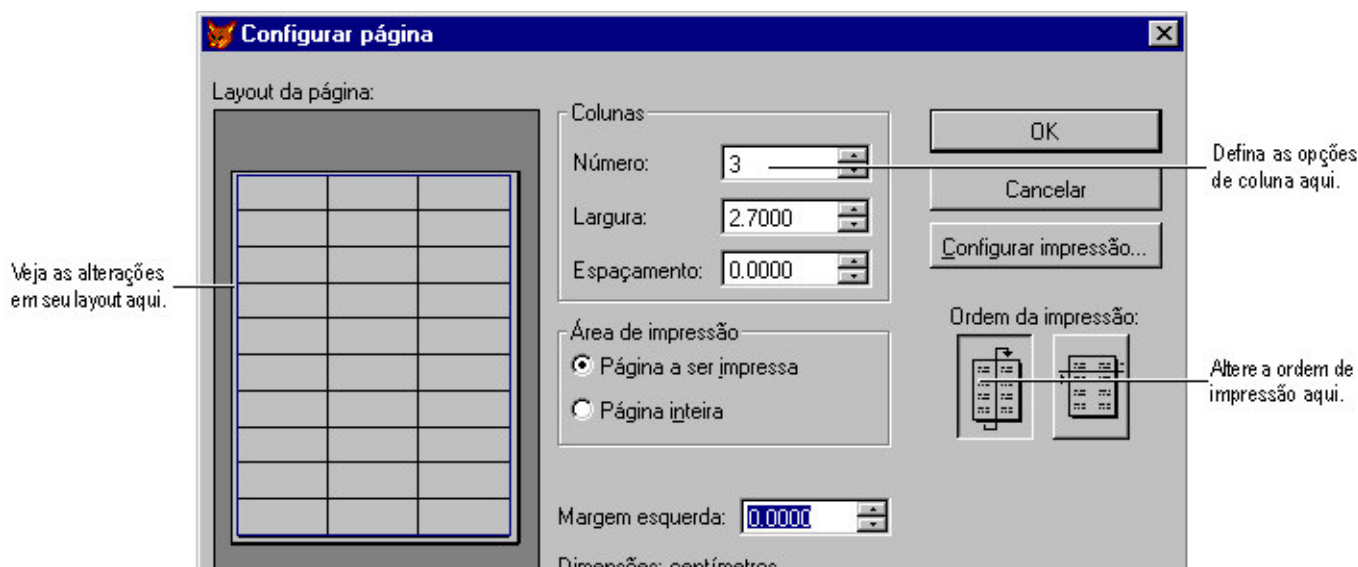 Configurar página
Layout da página:
Colunas
Número: 3
Largura: 2.7000
Espaçamento: 0.0000
Área de impressão
Página a ser impressa
Página inteira
Margem esquerda: 0.0000
Dimensões: centímetros
OK
Cancelar
Configurar impressão...
Ordem da impressão:
Veja as alterações
em seu layout aqui.
Defina as opções
de coluna aqui.
Altere a ordem de
impressão aqui.